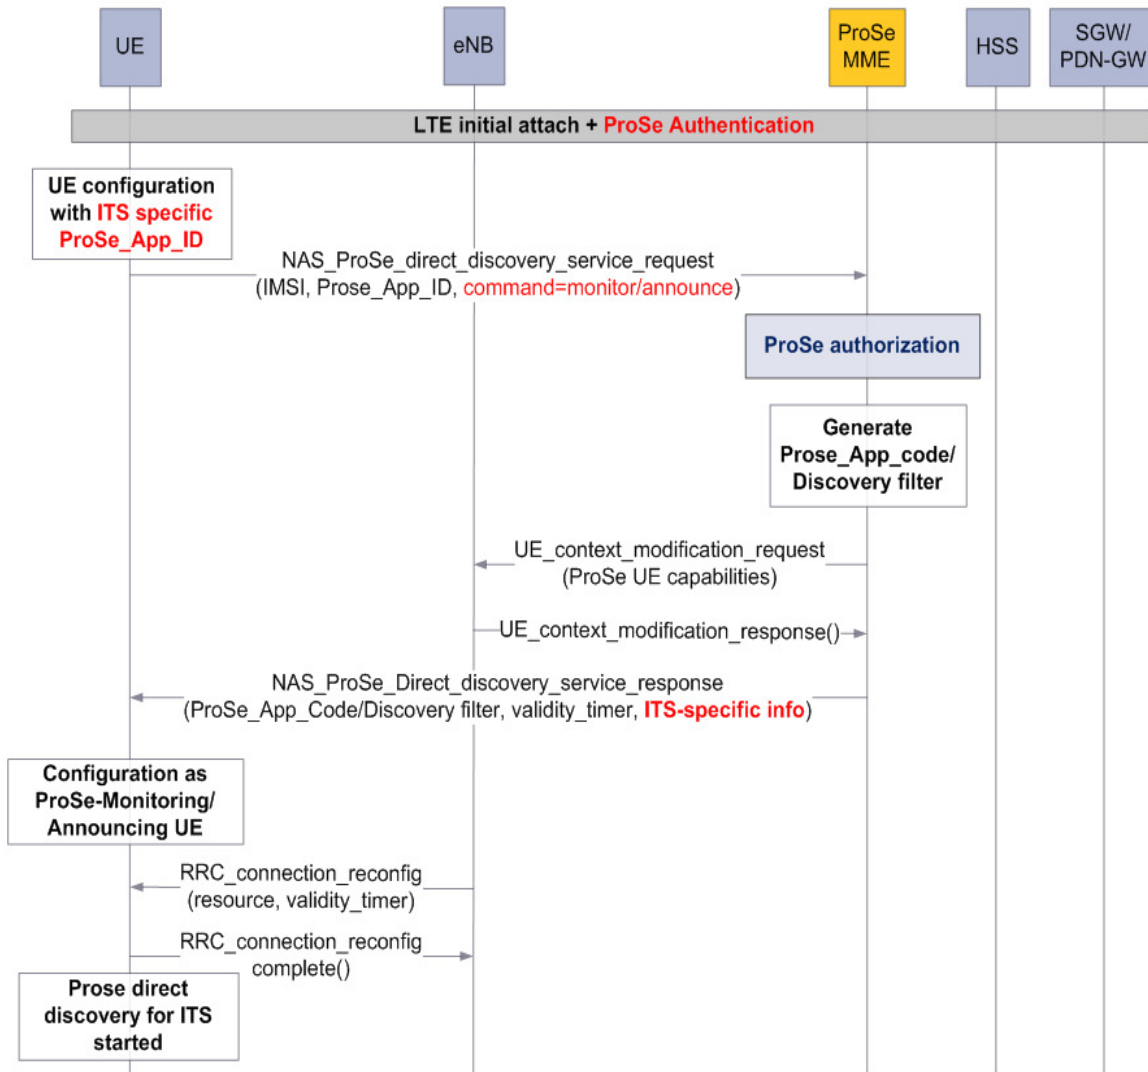 UE
eNB
ProSe
MME
HSS
SGW/
PDN-GW
LTE initial attach + ProSe Authentication
UE configuration
with ITS specific
ProSe_App_ID
NAS_ProSe_direct_discovery_service_request
(IMSI, Prose_App_ID, command=monitor/announce)
ProSe authorization
Generate
Prose_App_code/
Discovery filter
UE_context_modification_request
(ProSe UE capabilities)
UE_context_modification_response()
NAS_ProSe_Direct_discovery_service_response
(ProSe_App_Code/Discovery filter, validity_timer, ITS-specific info)
Configuration as
ProSe-Monitoring/
Announcing UE
RRC_connection_reconfig
(resource, validity_timer)
RRC_connection_reconfig
complete()
Prose direct
discovery for ITS
started